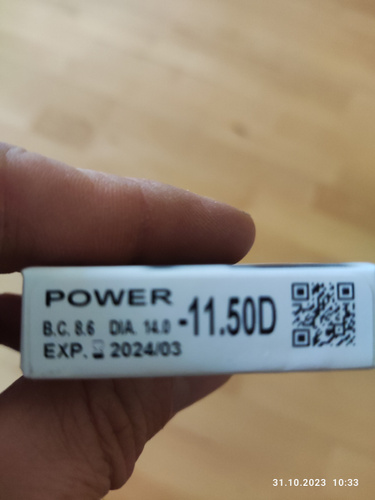 POWER
B.C. 8.6 DIA. 14.0 -11.50D
EXP. ⌛ 2024/03
31.10.2023 10:33